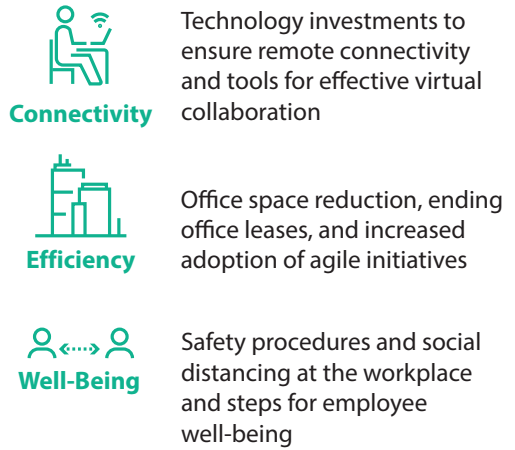 Connectivity
Technology investments to
ensure remote connectivity
and tools for effective virtual
collaboration
Efficiency
Office space reduction, ending
office leases, and increased
adoption of agile initiatives
Well-Being
Safety procedures and social
distancing at the workplace
and steps for employee
well-being